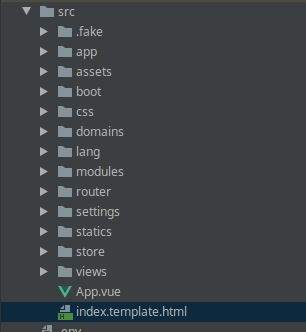 src
.fake
app
assets
boot
css
domains
lang
modules
router
settings
statics
store
views
App.vue
index.template.html